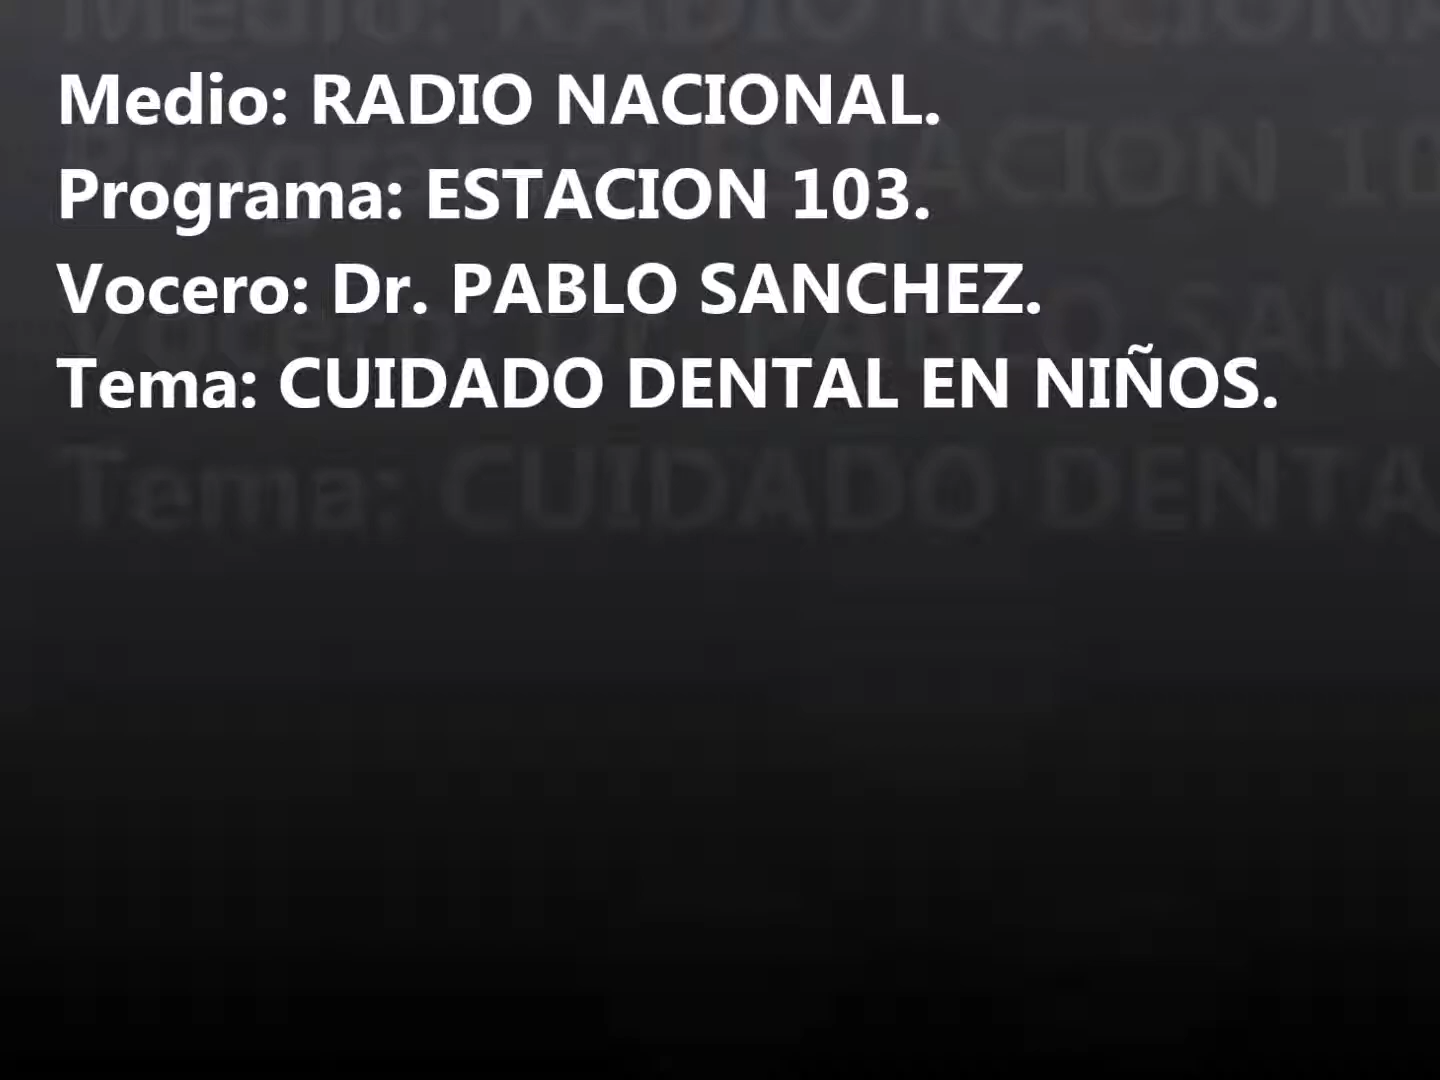 Medio: RADIO NACIONAL.
Programa: ESTACION 103.
Vocero: Dr. PABLO SANCHEZ.
Tema: CUIDADO DENTAL EN NIÑOS.